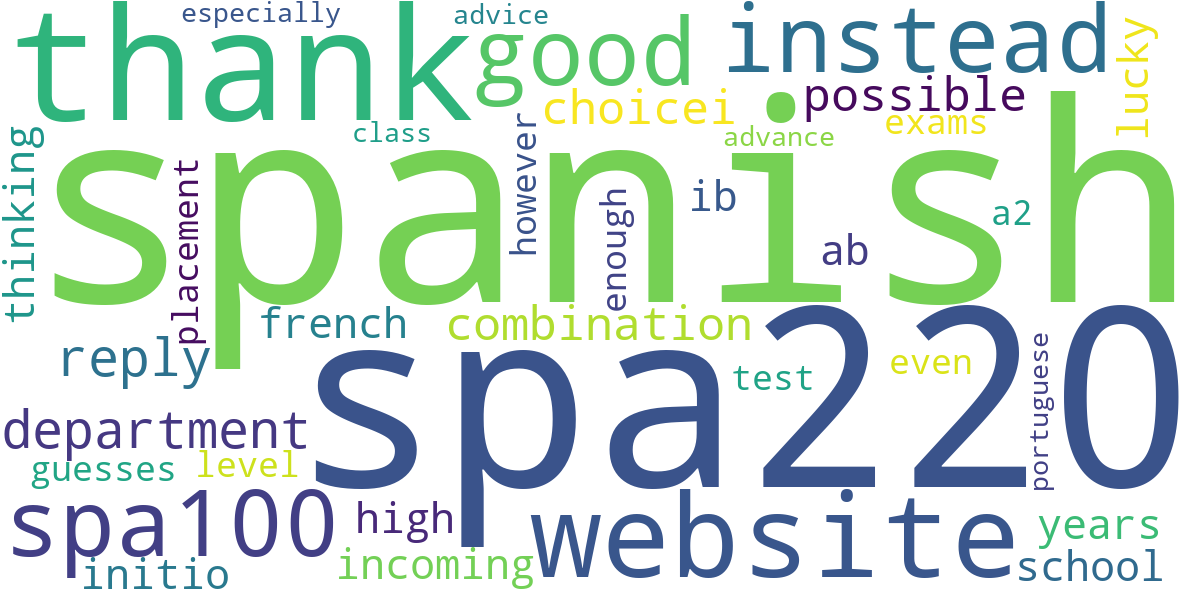 especially
advice
thank
good
instead
lucky
choicei
possible
exams
class
advance
thinking
spanish
placement
however
enough
ib
a2
ab
french
combination
reply
spa220
test
even
portuguese
department
guesses
level
spa100
high
website
years
incoming
initio
school